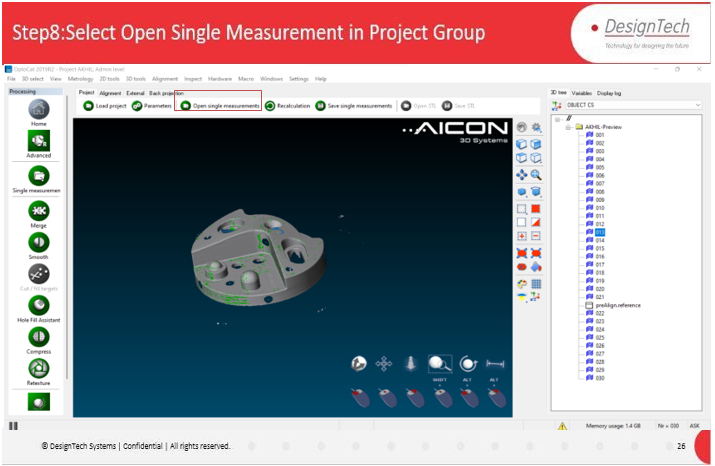 Step8:Select Open Single Measurement in Project Group
DesignTech
Technology for designing the future
OptoCat 2018R2 - Project AKHIL, Admin level
File 3D select View Metrology 2D tools 3D tools Alignment Inspect Hardware Macro Windows Settings Help
Processing
Home
Advanced
Single measuremen
Merge
Smooth
Cut / fill targets
Hole Fill Assistant
Compress
Retexture
Project Alignment External Back projection
Load project Parameters Open single measurements Recalculation Save single measurements Open STL Save STL
AICON
3D Systems
SHIFT ALT ALT
3D tree Variables Display log
OBJECT CS
//
AKHIL-Preview
001
002
003
004
005
006
007
008
009
010
011
012
013
014
015
016
017
018
019
020
021
preAlign.reference
022
023
024
025
026
027
028
029
030
Memory usage: 1.4 GB Nr = 030 ASK
© DesignTech Systems | Confidential | All rights reserved.
26